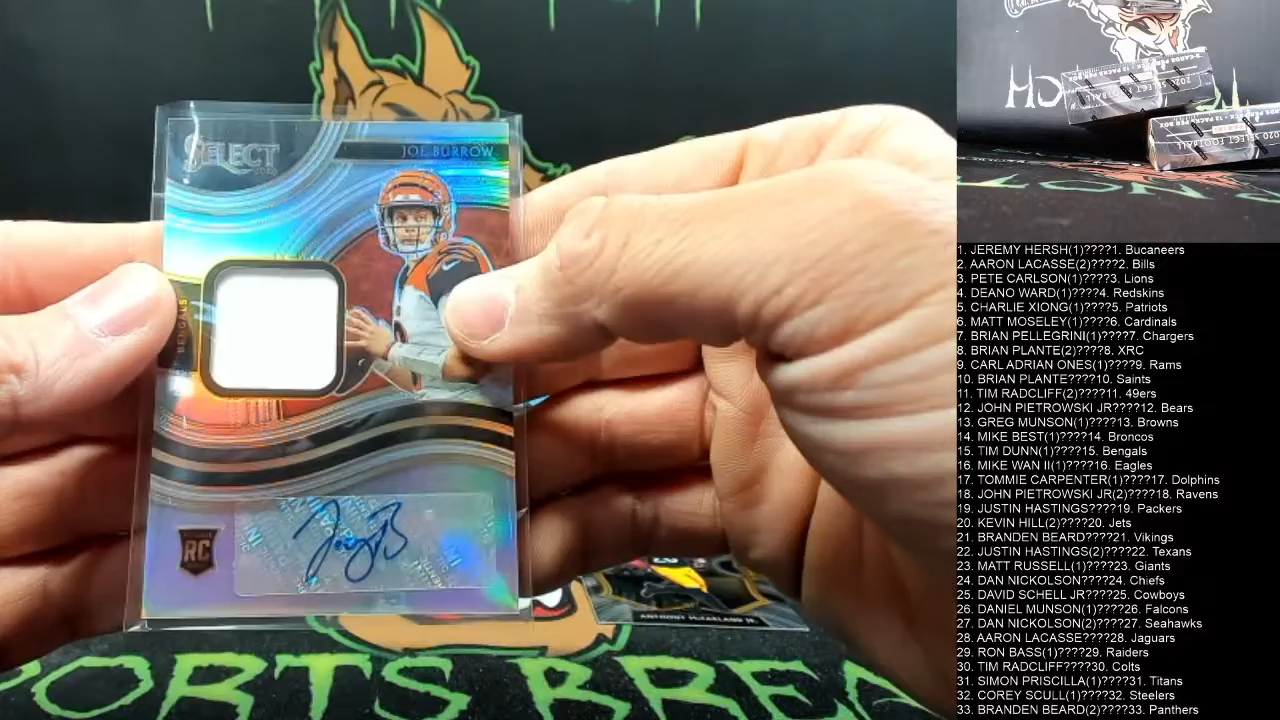 SELECT
JOE BURROW
BENGALS
RC
ANTHONY McFARLAND JR.
PORTS BREA
HO
2020 SELECT FOOTBALL
2020 SELECT FOOTBALL
NOT
1. JEREMY HERSH(1)????1. Bucaneers
2. AARON LACASSE(2)????2. Bills
3. PETE CARLSON(1)????3. Lions
4. DEANO WARD(1)????4. Redskins
5. CHARLIE XIONG(1)????5. Patriots
6. MATT MOSELEY(1)????6. Cardinals
7. BRIAN PELLEGRINI(1)????7. Chargers
8. BRIAN PLANTE(2)????8. XRC
9. CARL ADRIAN ONES(1)????9. Rams
10. BRIAN PLANTE????10. Saints
11. TIM RADCLIFF(2)????11. 49ers
12. JOHN PIETROWSKI JR????12. Bears
13. GREG MUNSON(1)????13. Browns
14. MIKE BEST(1)????14. Broncos
15. TIM DUNN(1)????15. Bengals
16. MIKE WAN II(1)????16. Eagles
17. TOMMIE CARPENTER(1)????17. Dolphins
18. JOHN PIETROWSKI JR(2)????18. Ravens
19. JUSTIN HASTINGS????19. Packers
20. KEVIN HILL(2)????20. Jets
21. BRANDEN BEARD????21. Vikings
22. JUSTIN HASTINGS(2)????22. Texans
23. MATT RUSSELL(1)????23. Giants
24. DAN NICKOLSON????24. Chiefs
25. DAVID SCHELL JR????25. Cowboys
26. DANIEL MUNSON(1)????26. Falcons
27. DAN NICKOLSON(2)????27. Seahawks
28. AARON LACASSE????28. Jaguars
29. RON BASS(1)????29. Raiders
30. TIM RADCLIFF????30. Colts
31. SIMON PRISCILLA(1)????31. Titans
32. COREY SCULL(1)????32. Steelers
33. BRANDEN BEARD(2)????33. Panthers